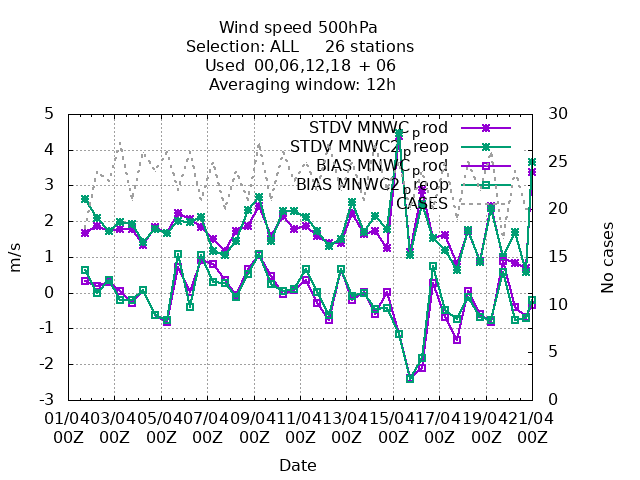 Wind speed 500hPa
Selection: ALL 26 stations
Used 00,06,12,18 + 06
Averaging window: 12h
5
4
3
2
1
0
-1
-2
-3
m/s
30
25
20
15
10
5
0
No cases
STDV MNWC_prod
STDV MNWC2_preop
BIAS MNWC_prod
BIAS MNWC2_preop
CASES
01/04 03/04 05/04 07/04 09/04 11/04 13/04 15/04 17/04 19/04 21/04
00Z 00Z 00Z 00Z 00Z 00Z 00Z 00Z 00Z 00Z 00Z
Date